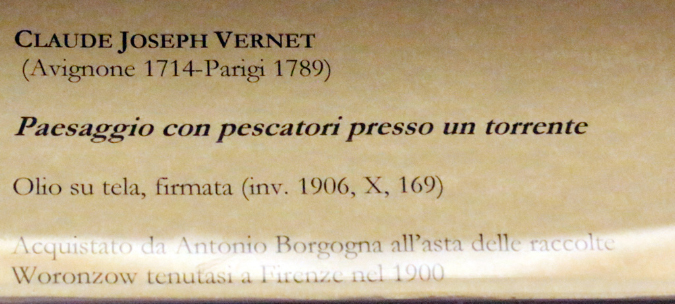 CLAUDE JOSEPH VERNET
(Avignone 1714-Parigi 1789)
Paesaggio con pescatori presso un torrente
Olio su tela, firmata (inv. 1906, X, 169)
Acquistato da Antonio Borgogna all'asta delle raccolte
Woronzow tenutasi a Firenze nel 1900